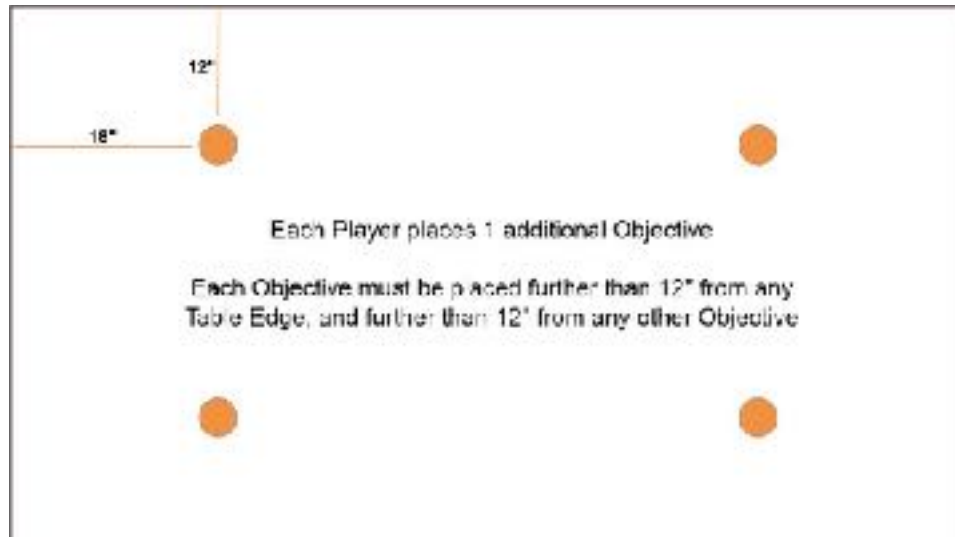 12"
18"
Each Player places 1 additional Objective
Each Objective must be placed further than 12" from any
Table Edge, and further than 12" from any other Objective